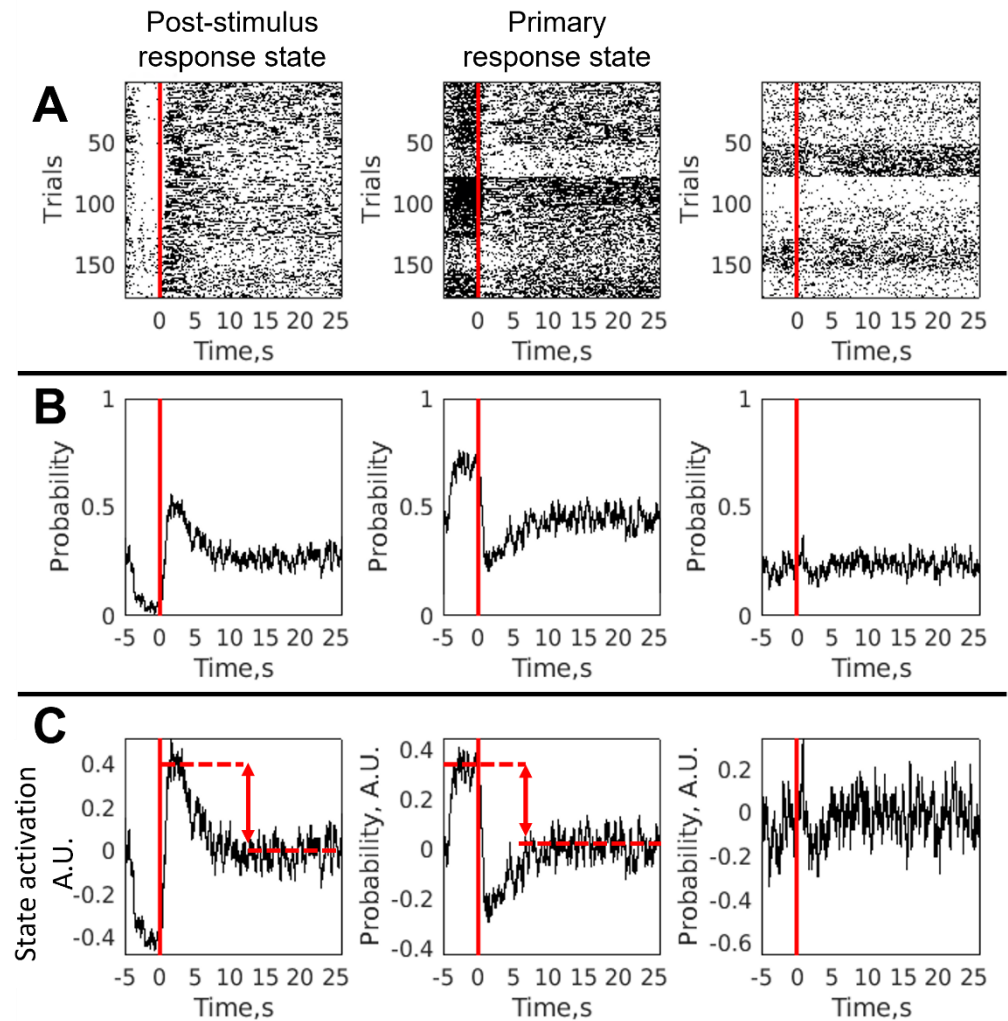 Post-stimulus
response state
Primary
response state
A
Trials
50
100
150
0 5 10 15 20 25
Time,s
Trials
50
100
150
0 5 10 15 20 25
Time,s
Trials
50
100
150
0 5 10 15 20 25
Time,s
B
Probability
1
0.5
0
-5 0 5 10 15 20 25
Time,s
Probability
1
0.5
0
-5 0 5 10 15 20 25
Time,s
Probability
1
0.5
0
-5 0 5 10 15 20 25
Time,s
C
State activation
A.U.
0.4
0.2
0
-0.2
-0.4
-5 0 5 10 15 20 25
Time,s
Probability, A.U.
0.4
0.2
0
-0.2
-0.4
-5 0 5 10 15 20 25
Time,s
Probability, A.U.
0.2
0
-0.2
-0.4
-0.6
-5 0 5 10 15 20 25
Time,s